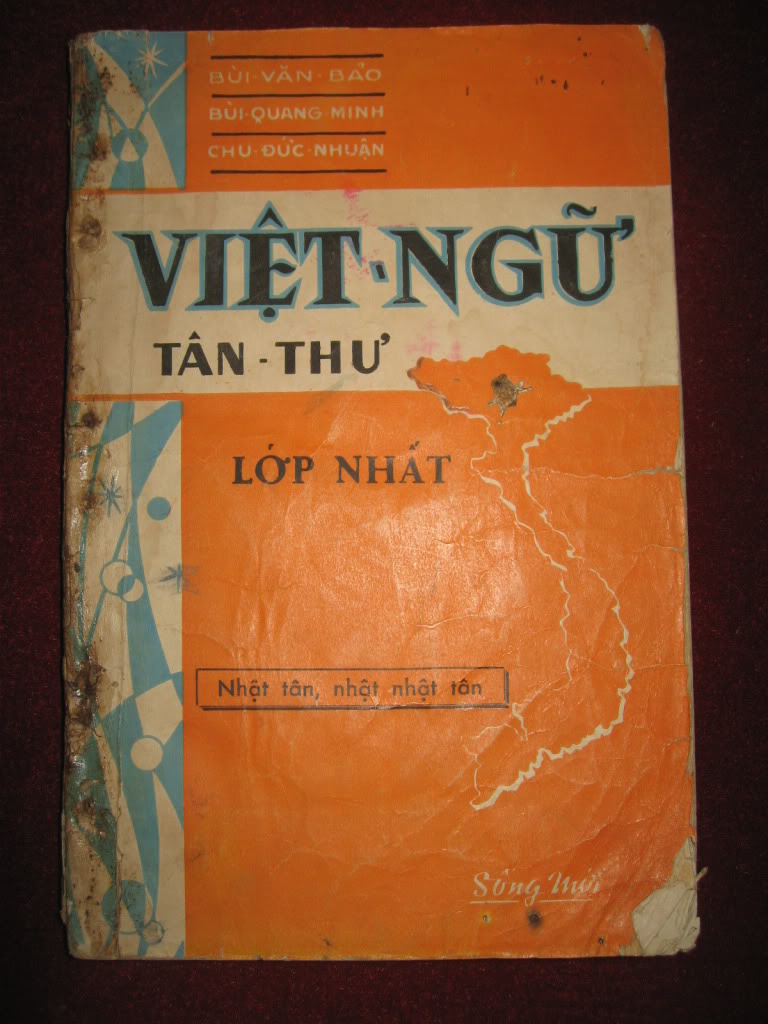 BÙI·VĂN·BẢO
BÙI·QUANG·MINH
CHU·ĐỨC·NHUẬN
VIỆT·NGỮ
TÂN-THƯ
LỚP NHẤT
Nhật tân, nhật nhật tân
Sông Mới